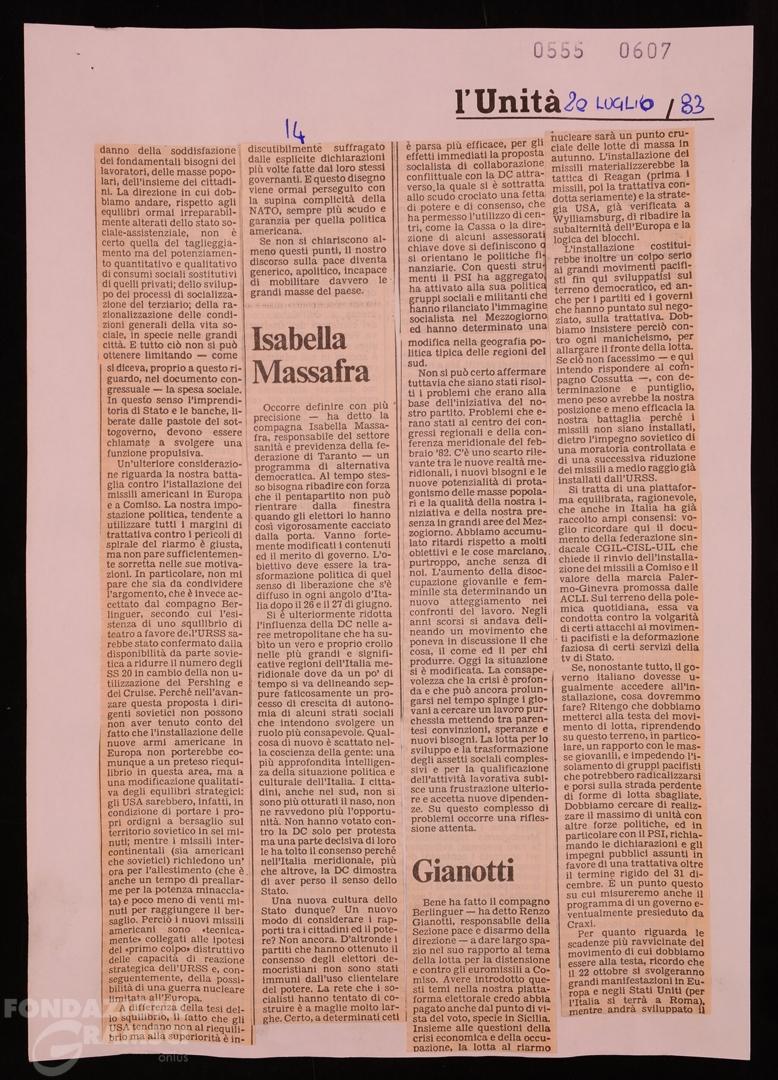 0555 0607
l'Unità 20 LUGLIO / 83
14
danno della soddisfazione
dei fondamentali bisogni dei
lavoratori, delle masse popo-
lari, dell'insieme dei cittadi-
ni. La direzione in cui dob-
biamo andare, rispetto agli
equilibri ormai irreparabil-
mente alterati dello stato so-
ciale-assistenziale, non è
certo quella del taglieggia-
mento ma del potenziamen-
to quantitativo e qualitativo
di consumi sociali sostitutivi
di quelli privati; dello svilup-
po dei processi di socializza-
zione del terziario; della ra-
zionalizzazione delle condi-
zioni generali della vita so-
ciale, in specie nelle grandi
città. E tutto ciò non si può
ottenere limitando — come
si diceva, proprio a questo ri-
guardo, nel documento con-
gressuale — la spesa sociale.
In questo senso l'imprendi-
toria di Stato e le banche, li-
berate dalle pastoie del sot-
togoverno, devono essere
chiamate a svolgere una
funzione propulsiva.
Un'ulteriore considerazio-
ne riguarda la nostra batta-
glia contro l'istallazione dei
missili americani in Europa
e a Comiso. La nostra impo-
stazione politica, tendente a
utilizzare tutti i margini di
trattativa contro i pericoli di
spirale del riarmo è giusta,
ma non pare sufficientemen-
te sorretta nelle sue motiva-
zioni. In particolare, non mi
pare che sia da condividere
l'argomento, che è invece ac-
cettato dal compagno Ber-
linguer, secondo cui l'esi-
stenza di uno squilibrio di
teatro a favore dell'URSS sa-
rebbe stato confermata dalla
disponibilità da parte sovie-
tica a ridurre il numero degli
SS 20 in cambio della non u-
tilizzazione dei Pershing e
dei Cruise. Perché nell'avan-
zare questa proposta i diri-
genti sovietici non possono
non aver tenuto conto del
fatto che l'installazione delle
nuove armi americane in
Europa non porterebbe co-
munque a un preteso riequi-
librio in questa area, ma a
una modificazione qualitati-
va degli equilibri strategici:
gli USA sarebbero, infatti, in
condizione di portare i pro-
pri ordigni a bersaglio sul
territorio sovietico in sei mi-
nuti; mentre i missili inter-
continentali (sia americani
che sovietici) richiedono un'
ora per l'allestimento (che è
anche un tempo di preallar-
me per la potenza minaccia-
ta) e poco di meno di venti mi-
nuti per raggiungere il ber-
saglio. Perciò i nuovi missili
americani sono «tecnica-
mente» collegati alle ipotesi
del «primo colpo» distruttivo
delle capacità di reazione
strategica dell'URSS e, con-
seguentemente, della possi-
bilità di una guerra nucleare
limitata all'Europa.
A difesa della tesi del-
lo squilibrio, il fatto che gli
USA tendano non al riequili-
brio ma alla superiorità è in-
discutibilmente suffragato
dalle esplicite dichiarazioni
più volte fatte dai loro stessi
governanti. E questo disegno
viene ormai perseguito con
la supina complicità della
NATO, sempre più scudo e
garanzia per quella politica
americana.
Se non si chiariscono al-
meno questi punti, il nostro
discorso sulla pace diventa
generico, apolitico, incapace
di mobilitare davvero le
grandi masse del paese.
Isabella
Massafra
Occorre definire con più
precisione — ha detto la
compagna Isabella Massa-
fra, responsabile del settore
sanità e previdenza della fe-
derazione di Taranto — un
programma di alternativa
democratica. Al tempo stes-
so bisogna ribadire con forza
che il pentapartito non può
rientrare dalla finestra
quando gli elettori lo hanno
così vigorosamente cacciato
dalla porta. Vanno forte-
mente modificati i contenuti
ed il merito di governo. L'o-
biettivo deve essere la tra-
sformazione politica di quel
senso di liberazione che s'è
diffuso in ogni angolo d'Ita-
lia dopo il 26 e il 27 di giugno.
Si è ulteriormente ridotta
l'influenza della DC nelle a-
ree metropolitane che ha su-
bito un vero e proprio crollo
nelle più grandi e signifi-
cative regioni dell'Italia me-
ridionale dove da un po' di
tempo si va delineando sep-
pure faticosamente un pro-
cesso di crescita di autono-
mia di alcuni strati sociali
che intendono svolgere un
ruolo più consapevole. Qual-
cosa di nuovo è scattato nel-
la coscienza della gente: una
più approfondita intelligen-
za della situazione politica e
culturale dell'Italia. I citta-
dini, anche nel sud, non si
sono più otturati il naso, non
ne ravvedono più l'opportu-
nità. Non hanno votato con-
tro la DC solo per protesta
ma una parte decisiva di loro
le ha tolto il consenso perché
nell'Italia meridionale, più
che altrove, la DC dimostra
di aver perso il senso dello
Stato.
Una nuova cultura dello
Stato dunque? Un nuovo
modo di considerare i rap-
porti tra i cittadini ed il pote-
re? Non ancora. D'altronde i
partiti che hanno ottenuto il
consenso degli elettori de-
mocristiani non sono stati
immuni dall'uso clientelare
del potere. La rete che i so-
cialisti hanno tentato di co-
struire è a maglie molto lar-
ghe. Certo, a determinati ceti
è parsa più efficace, per gli
effetti immediati la proposta
socialista di collaborazione
conflittuale con la DC attra-
verso la quale si è sottratta
allo scudo crociato una fetta
di potere e di consenso, che
ha permesso l'utilizzo di cen-
tri, come la Cassa o la dire-
zione di alcuni assessorati
chiave dove si definiscono o
si orientano le politiche fi-
nanziarie. Con questi stru-
menti il PSI ha aggregato,
ha attivato alla sua politica
gruppi sociali e militanti che
hanno rilanciato l'immagine
socialista nel Mezzogiorno
ed hanno determinato una
modifica nella geografia po-
litica tipica delle regioni del
sud.
Non si può certo affermare
tuttavia che siano stati risol-
ti i problemi che erano alla
base dell'iniziativa del no-
stro partito. Problemi che e-
rano stati al centro dei con-
gressi regionali e della con-
ferenza meridionale del feb-
braio '82. C'è uno scarto rile-
vante tra le nuove realtà me-
ridionali, i nuovi bisogni e le
nuove potenzialità di prota-
gonismo delle masse popola-
ri e la qualità della nostra i-
niziativa e della nostra pre-
senza in grandi aree del Mez-
zogiorno. Abbiamo accumu-
lato ritardi rispetto a molti
obiettivi e le cose marciano,
purtroppo, anche senza di
noi. L'aumento della disoc-
cupazione giovanile e fem-
minile sta determinando un
nuovo atteggiamento nei
confronti del lavoro. Negli
anni scorsi si andava deli-
neando un movimento che
poneva in discussione il che
cosa, il come ed il per chi
produrre. Oggi la situazione
si è modificata. La consape-
volezza che la crisi è profon-
da e che può ancora prolun-
garsi nel tempo spinge i gio-
vani a cercare un lavoro pur-
chessia mettendo tra paren-
tesi convinzioni, speranze e
nuovi bisogni. La lotta per lo
sviluppo e la trasformazione
degli assetti sociali comples-
sivi e per la qualificazione
dell'attività lavorativa subi-
sce una frustrazione ulterio-
re e accetta nuove dipenden-
ze. Su questo complesso di
problemi occorre una rifles-
sione attenta.
Gianotti
Bene ha fatto il compagno
Berlinguer — ha detto Renzo
Gianotti, responsabile della
Sezione pace e disarmo della
direzione — a dare largo spa-
zio nel suo rapporto al tema
della lotta per la distensione
e contro gli euromissili a Co-
miso. Avere introdotto que-
sti temi nella nostra piatta-
forma elettorale credo abbia
pagato anche dal punto di vi-
sta del voto, specie in Sicilia.
Insieme alle questioni della
crisi economica e della occu-
pazione, la lotta al riarmo
nucleare sarà un punto cru-
ciale delle lotte di massa in
autunno. L'installazione dei
missili materializzerebbe la
tattica di Reagan (prima i
missili, poi la trattativa con-
dotta seriamente) e la strate-
gia USA, già verificata a
Wylliamsburg, di ribadire la
subalternità dell'Europa e la
logica dei blocchi.
L'installazione costitui-
rebbe inoltre un colpo serio
ai grandi movimenti pacifi-
sti fin qui sviluppatisi sul
terreno democratico, ed an-
che per i partiti ed i governi
che hanno puntato sul nego-
ziato, sulla trattativa. Dob-
biamo insistere perciò con-
tro ogni manicheismo, per
allargare il fronte della lotta.
Se ciò non facessimo — e qui
intendo rispondere al com-
pagno Cossutta —, con de-
terminazione e puntiglio,
meno peso avrebbe la nostra
posizione e meno efficacia la
nostra battaglia perché i
missili non siano installati,
dietro l'impegno sovietico di
una moratoria controllata e
di una successiva riduzione
dei missili a medio raggio già
installati dall'URSS.
Si tratta di una piattafor-
ma equilibrata, ragionevole,
che anche in Italia ha già
raccolto ampi consensi: vo-
glio ricordare qui il docu-
mento della federazione sin-
dacale CGIL-CISL-UIL che
chiede il rinvio dell'installa-
zione dei missili a Comiso e il
valore della marcia Paler-
mo-Ginevra promossa dalle
ACLI. Sul terreno della pole-
mica quotidiana, essa va
condotta contro la volgarità
di certi attacchi ai movimen-
ti pacifisti e la deformazione
faziosa di certi servizi della
tv di Stato.
Se, nonostante tutto, il go-
verno italiano dovesse u-
gualmente accedere all'in-
stallazione, cosa dovremmo
fare? Ritengo che dobbiamo
metterci alla testa del movi-
mento di lotta, riprendendo
su questo terreno, in partico-
lare, un rapporto con le mas-
se giovanili, e impedendo l'i-
solamento di gruppi pacifisti
che potrebbero radicalizzarsi
e porsi sulla strada perdente
di forme di lotta sbagliate.
Dobbiamo cercare di realiz-
zare il massimo di unità con
altre forze politiche, ed in
particolare con il PSI, richia-
mando le dichiarazioni e gli
impegni pubblici assunti in
favore di una trattativa oltre
il termine rigido del 31 di-
cembre. È un punto questo
su cui misureremo anche il
programma di un governo e-
ventualmente presieduto da
Craxi.
Per quanto riguarda le
scadenze più ravvicinate del
movimento di cui dobbiamo
essere alla testa, ricordo che
il 22 ottobre si svolgeranno
grandi manifestazioni in Eu-
ropa e negli Stati Uniti (per
l'Italia si terrà a Roma),
mentre andrà sviluppato il
FONDAZIONE
GRAMSCI
onlus